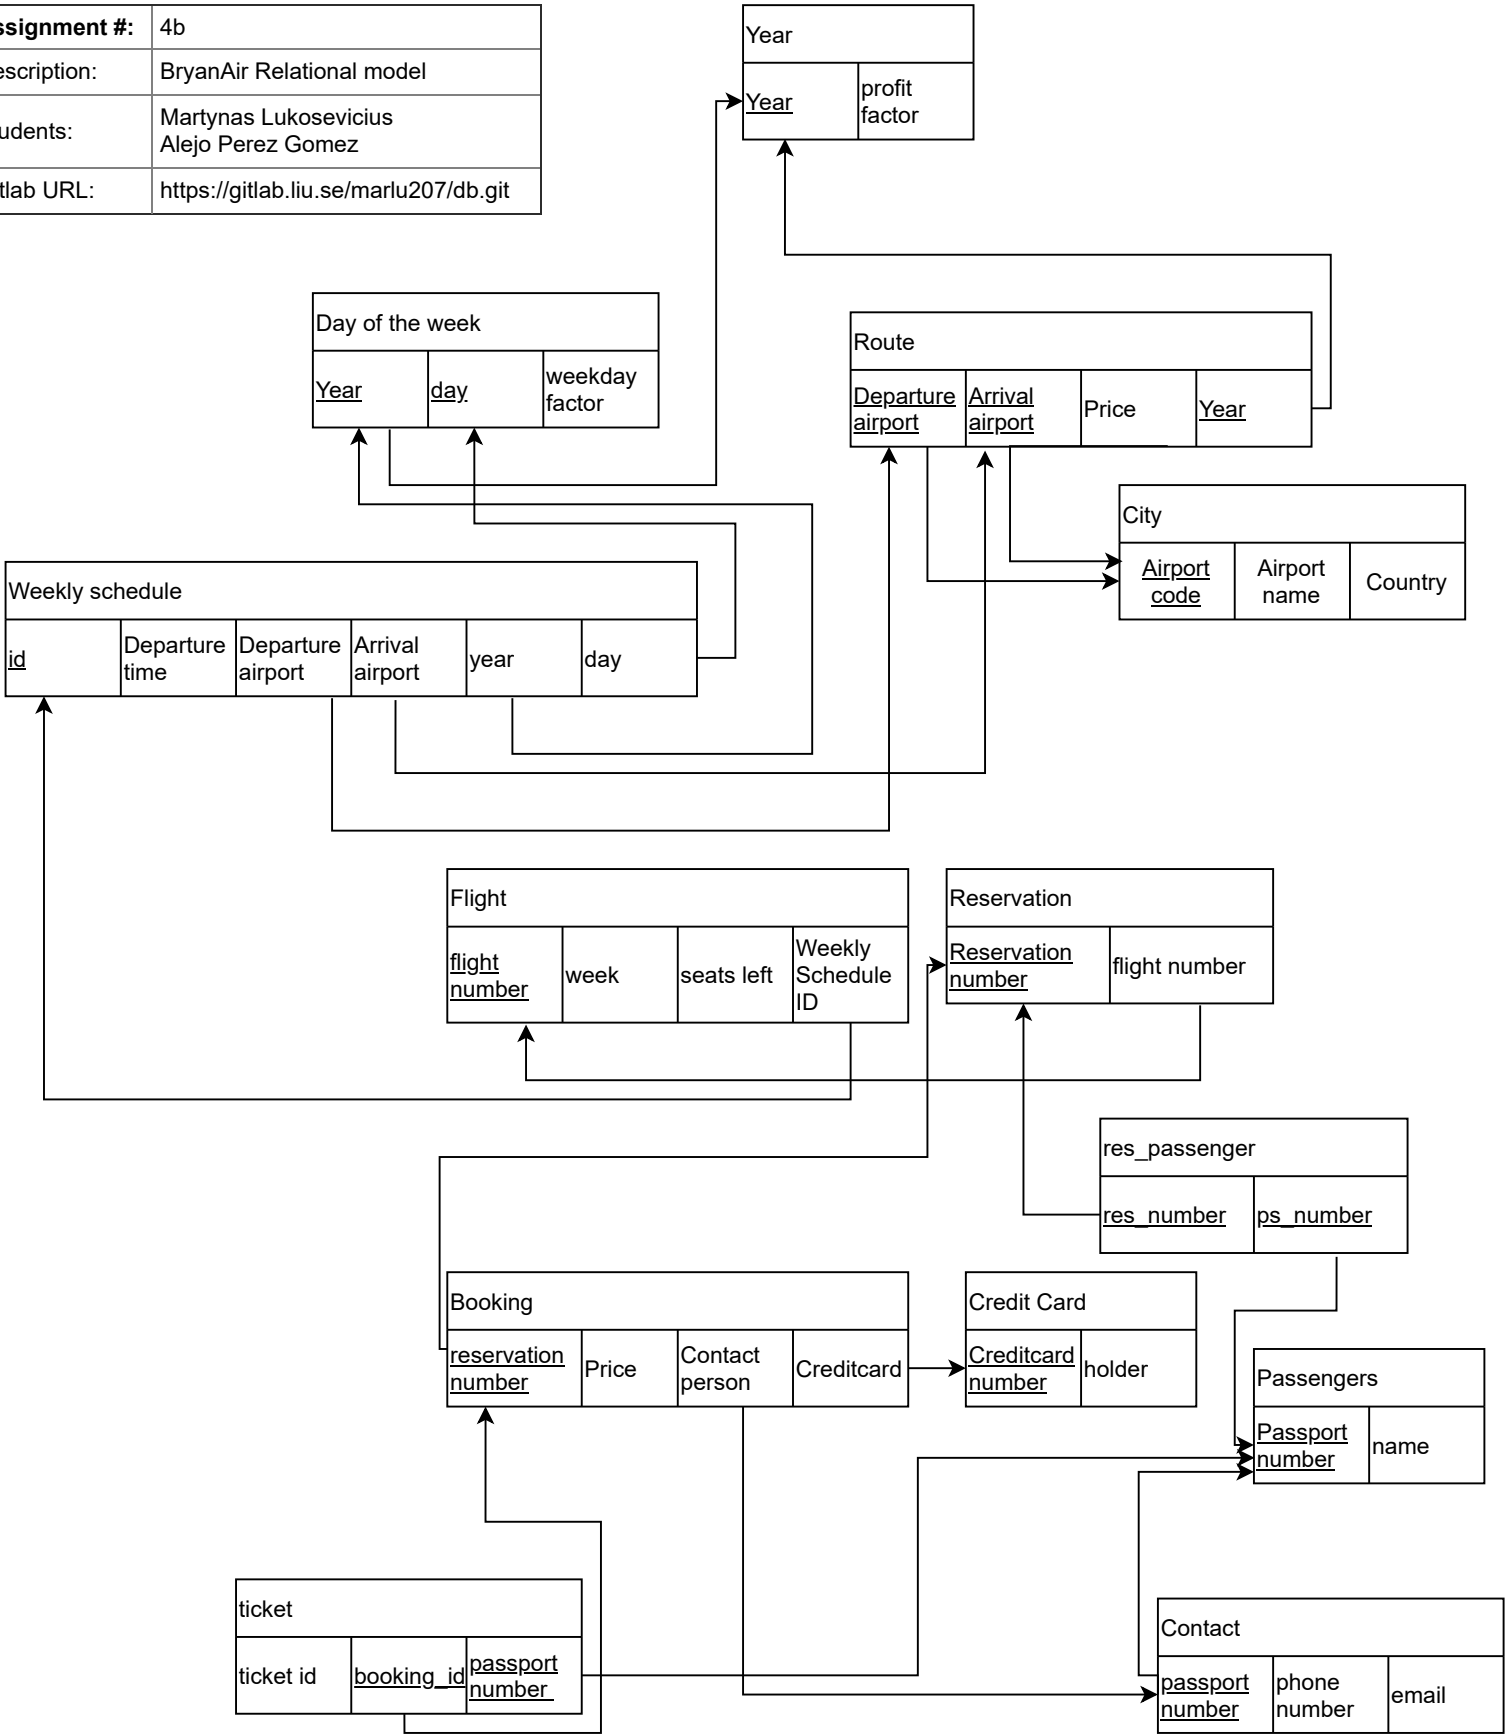 ssignment #:
4b
escription:
BryanAir Relational model
udents:
Martynas Lukosevicius
Alejo Perez Gomez
tlab URL:
https://gitlab.liu.se/marlu207/db.git
Year
Year
profit
factor
Day of the week
Year
day
weekday
factor
Route
Departure
airport
Arrival
airport
Price
Year
City
Airport
code
Airport
name
Country
Weekly schedule
id
Departure
time
Departure
airport
Arrival
airport
year
day
Flight
flight
number
week
seats left
Weekly
Schedule
ID
Reservation
Reservation
number
flight number
res_passenger
res_number
ps_number
Booking
reservation
number
Price
Contact
person
Creditcard
Credit Card
Creditcard
number
holder
Passengers
Passport
number
name
ticket
ticket id
booking_id
passport
number
Contact
passport
number
phone
number
email